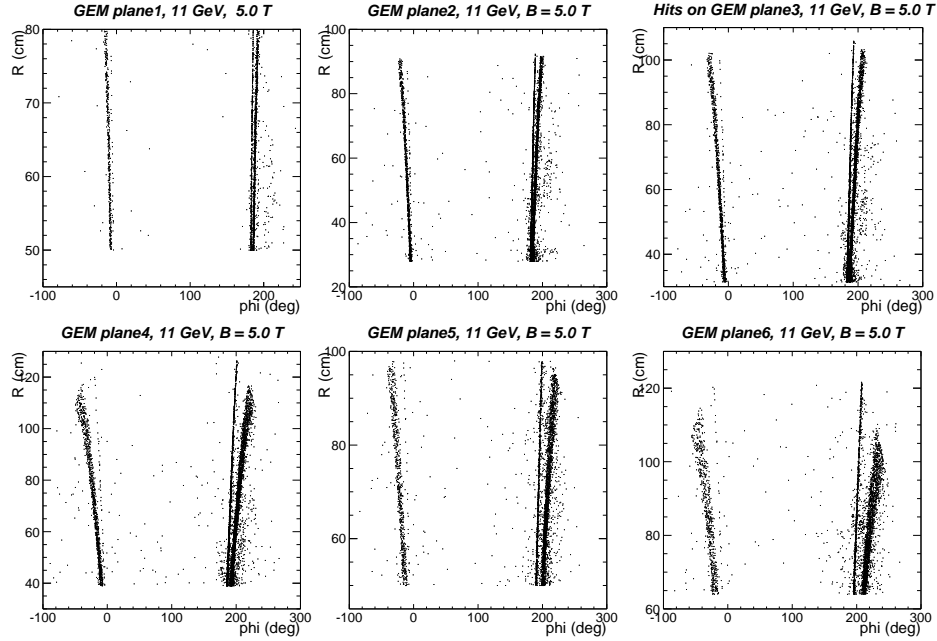 GEM plane1, 11 GeV, 5.0 T
R (cm)
80
70
60
50
-100 0 100 200
phi (deg)
GEM plane2, 11 GeV, B = 5.0 T
R (cm)
100
80
60
40
20
-100 0 100 200 300
phi (deg)
Hits on GEM plane3, 11 GeV, B = 5.0 T
R (cm)
100
80
60
40
-100 0 100 200 300
phi (deg)
GEM plane4, 11 GeV, B = 5.0 T
R (cm)
120
100
80
60
40
-100 0 100 200 300
phi (deg)
GEM plane5, 11 GeV, B = 5.0 T
R (cm)
100
90
80
70
60
50
-100 0 100 200 300
phi (deg)
GEM plane6, 11 GeV, B = 5.0 T
R (cm)
120
100
80
60
-100 0 100 200 300
phi (deg)